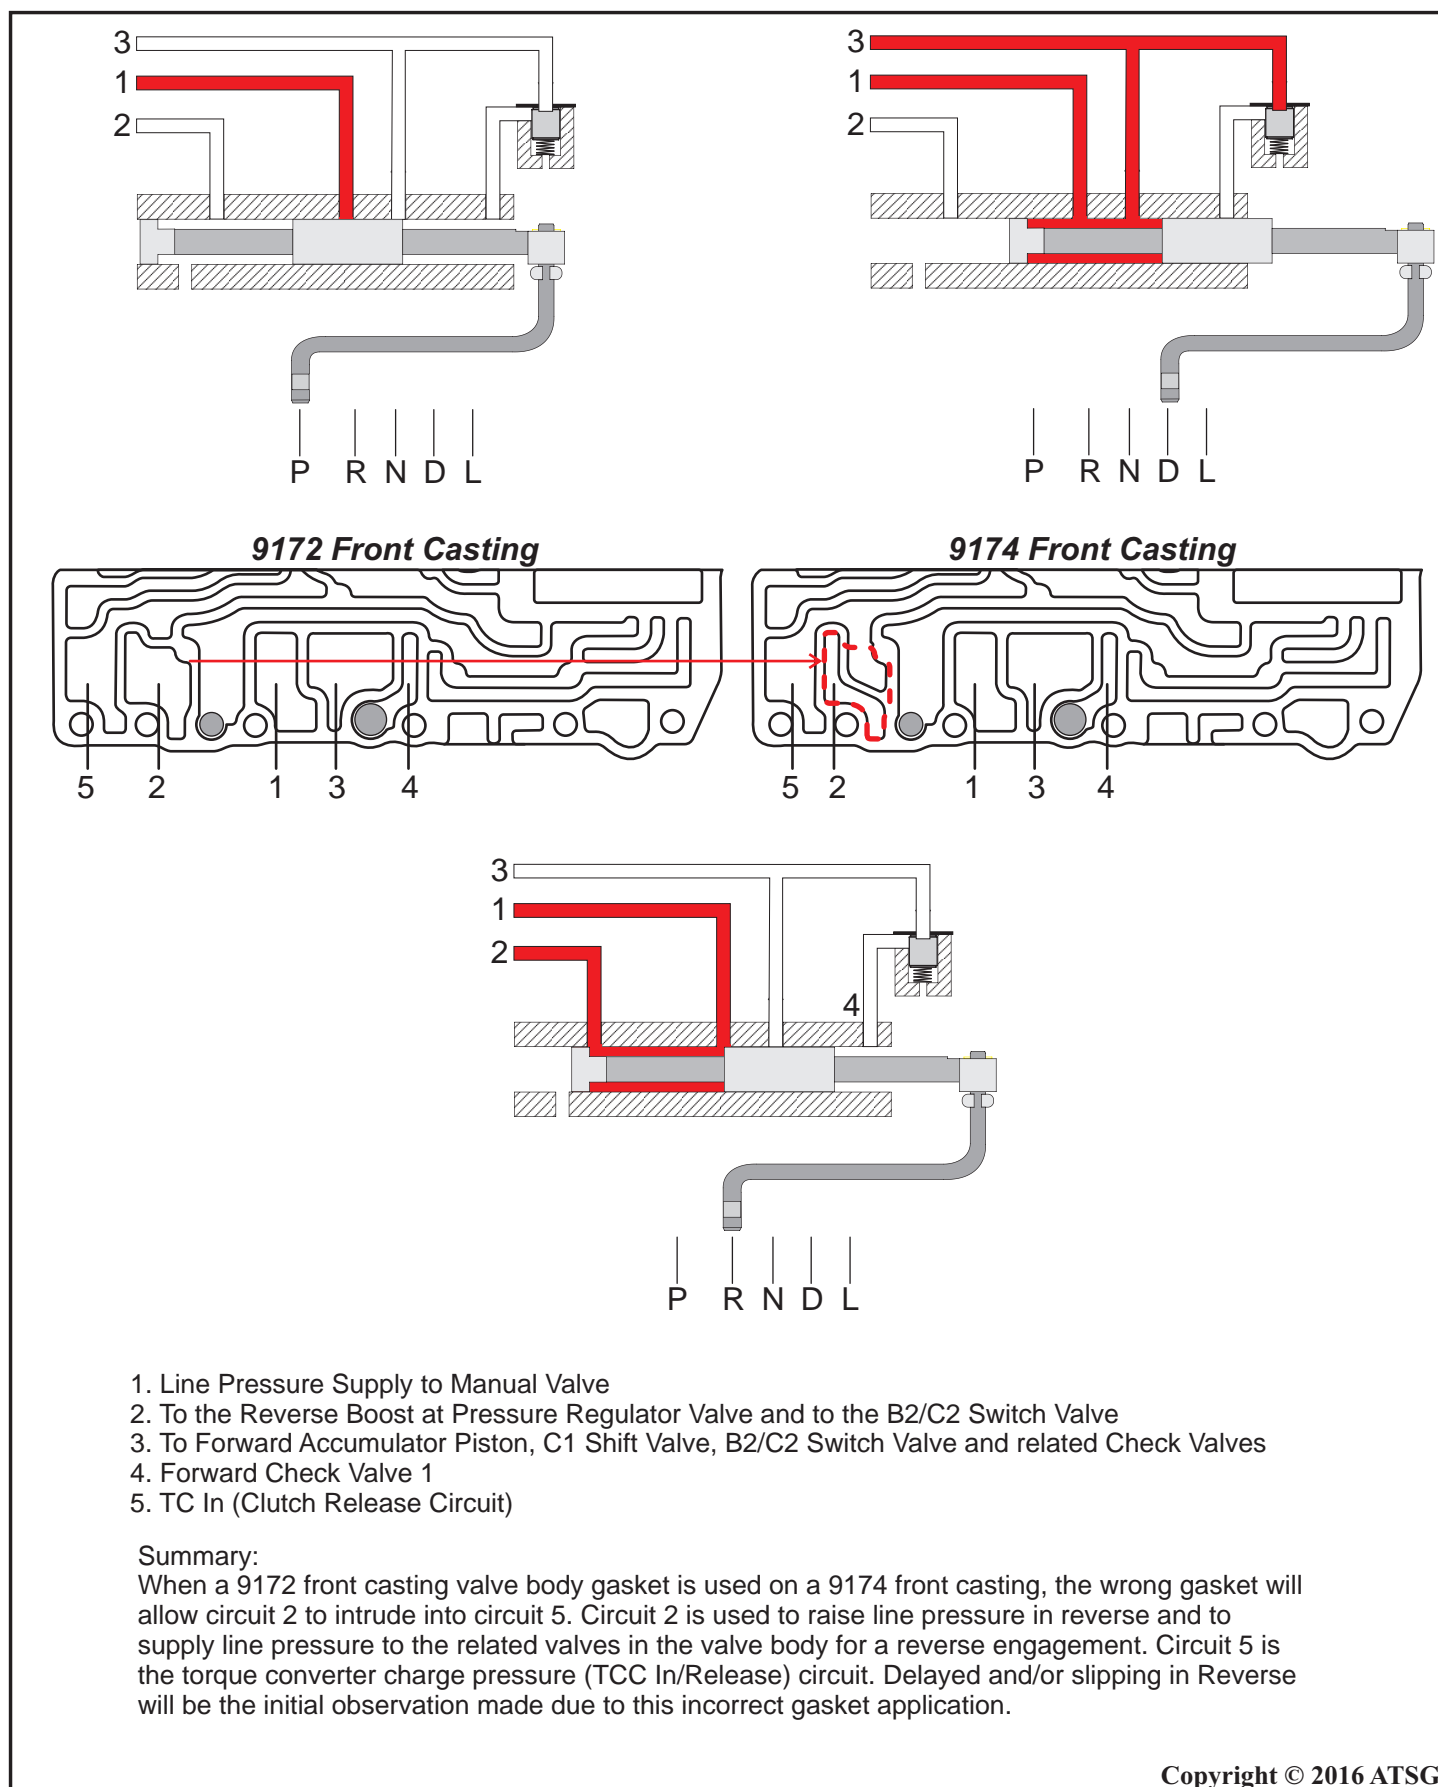 3
1
2
P R N D L
3
1
2
P R N D L
9172 Front Casting
9174 Front Casting
5 2 1 3 4
5 2 1 3 4
3
1
2
4
P R N D L
1. Line Pressure Supply to Manual Valve
2. To the Reverse Boost at Pressure Regulator Valve and to the B2/C2 Switch Valve
3. To Forward Accumulator Piston, C1 Shift Valve, B2/C2 Switch Valve and related Check Valves
4. Forward Check Valve 1
5. TC In (Clutch Release Circuit)
Summary:
When a 9172 front casting valve body gasket is used on a 9174 front casting, the wrong gasket will
allow circuit 2 to intrude into circuit 5. Circuit 2 is used to raise line pressure in reverse and to
supply line pressure to the related valves in the valve body for a reverse engagement. Circuit 5 is
the torque converter charge pressure (TCC In/Release) circuit. Delayed and/or slipping in Reverse
will be the initial observation made due to this incorrect gasket application.
Copyright © 2016 ATSG